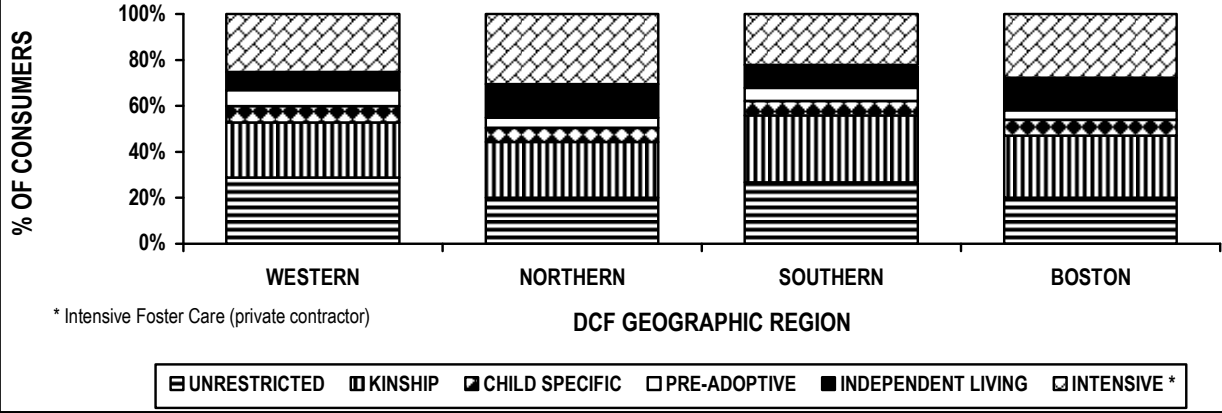 % OF CONSUMERS
100%
80%
60%
40%
20%
0%
WESTERN NORTHERN SOUTHERN BOSTON
* Intensive Foster Care (private contractor)
DCF GEOGRAPHIC REGION
UNRESTRICTED KINSHIP CHILD SPECIFIC PRE-ADOPTIVE INDEPENDENT LIVING INTENSIVE *